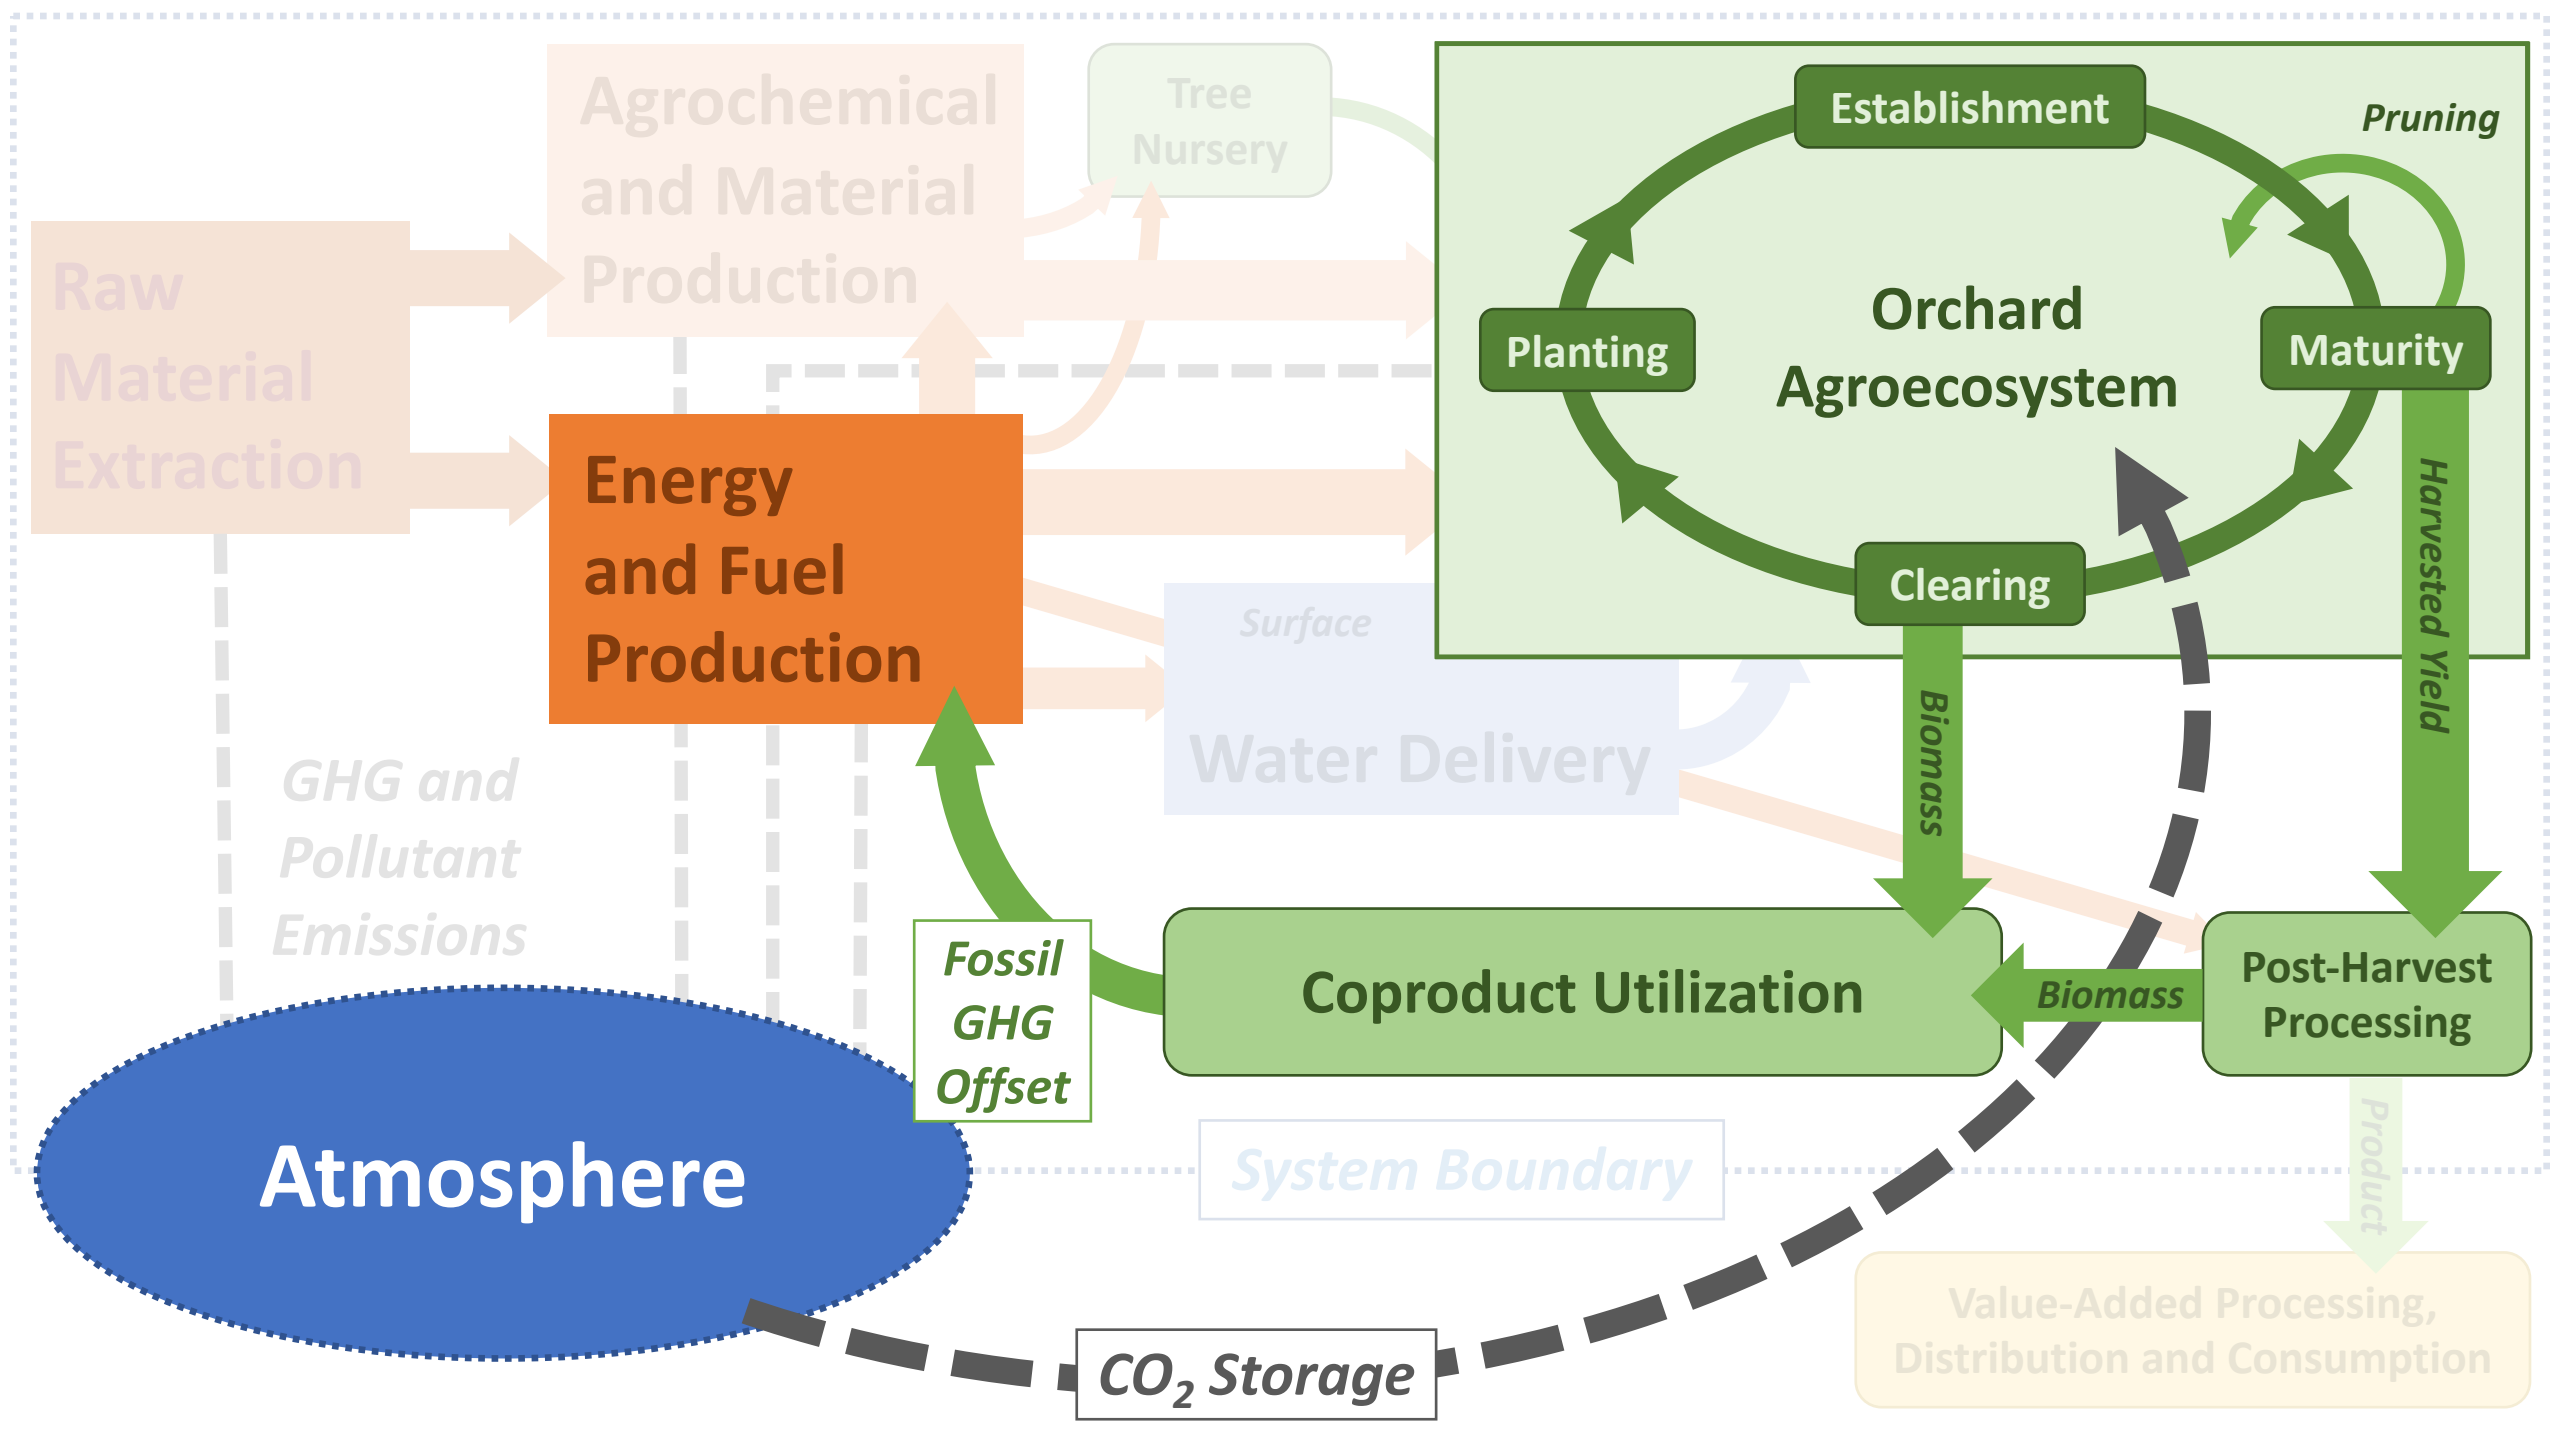 Agrochemical
and Material
Production
Tree
Nursery
Raw
Material
Extraction
Energy
and Fuel
Production
Establishment
Pruning
Planting
Orchard
Agroecosystem
Maturity
Clearing
Harvested Yield
Biomass
Surface
Water Delivery
GHG and
Pollutant
Emissions
Fossil
GHG
Offset
Coproduct Utilization
Biomass
Post-Harvest
Processing
Product
Atmosphere
System Boundary
CO₂ Storage
Value-Added Processing,
Distribution and Consumption